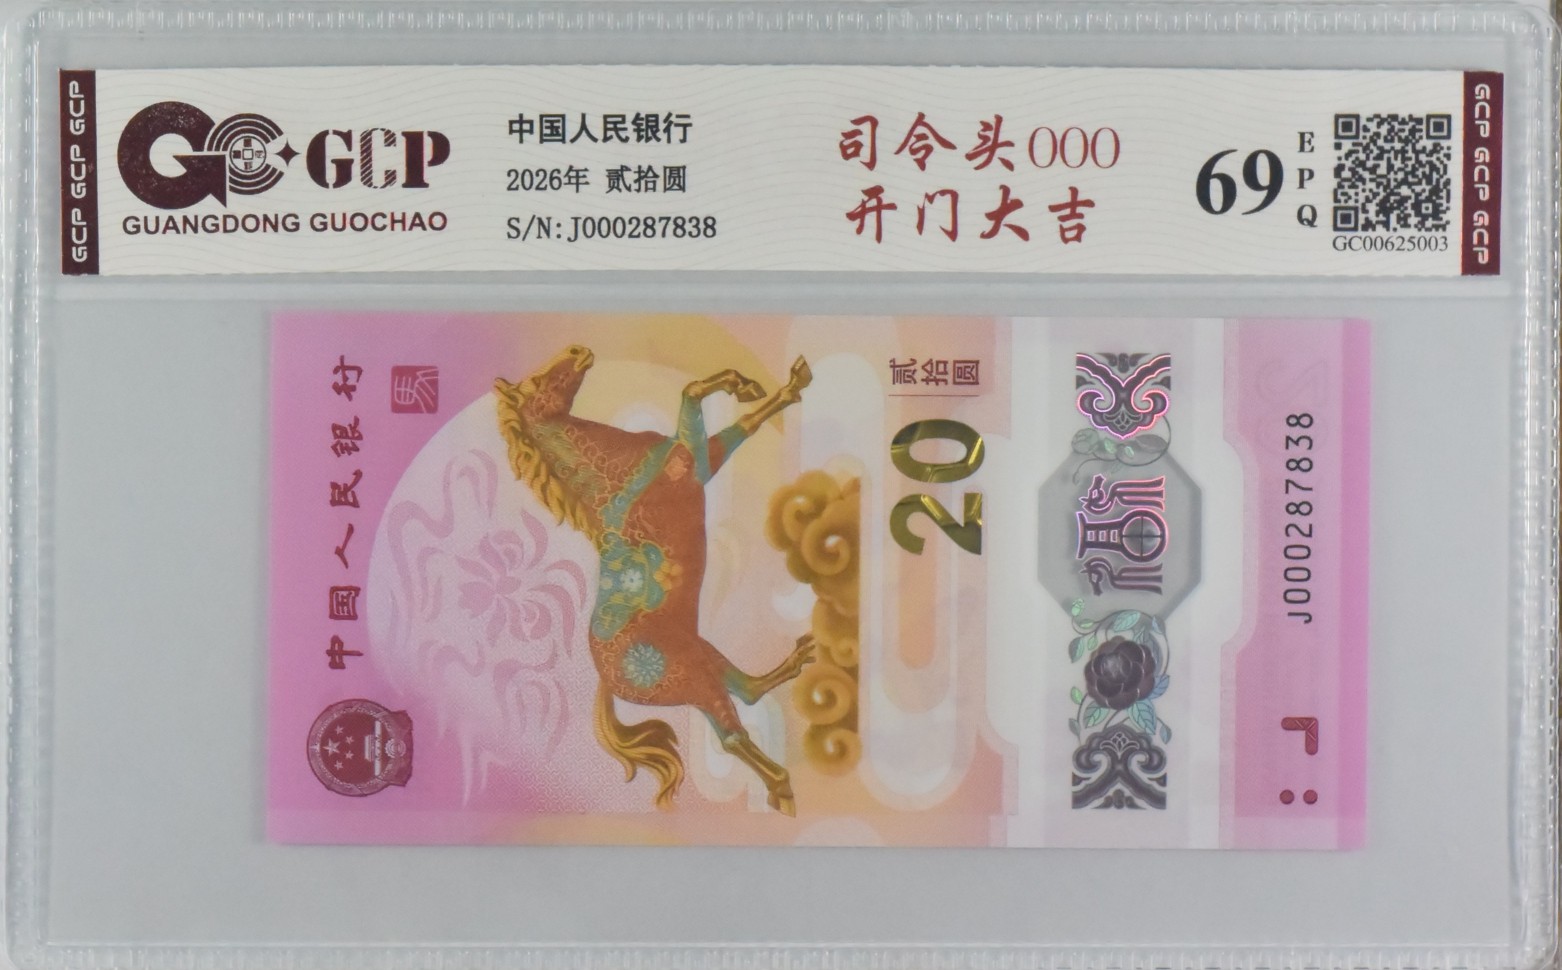 GCP GCP GCP
GCP
GUANGDONG GUOCHAO
中国人民银行
2026年 贰拾圆
S/N:J000287838
司令头000
开门大吉
69
EPQ
GC00625003
GCP GCP GCP
中国人民银行
贰拾圆
20
J000287838